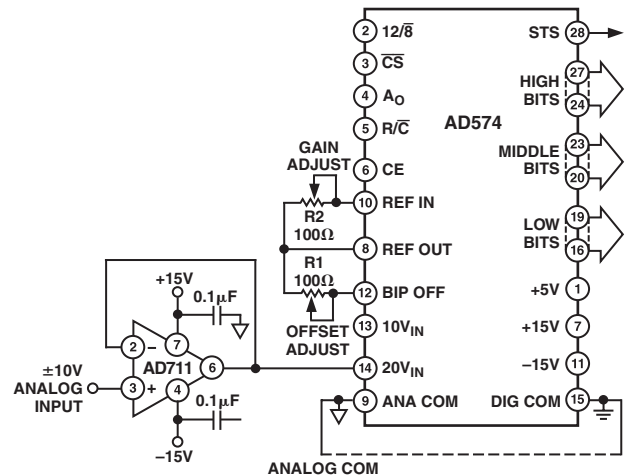 2 12/8̅ STS 28
3 C̅S̅ 27
HIGH
BITS
4 AO 24
AD574
5 R/C̅ 23
GAIN
ADJUST
MIDDLE
BITS
6 CE 20
R2
100Ω
10 REF IN 19
LOW
BITS
8 REF OUT 16
R1
100Ω
12 BIP OFF +5V 1
OFFSET
ADJUST
13 10VIN +15V 7
+15V
0.1µF
2 – 7
AD711 6
14 20VIN –15V 11
±10V
ANALOG
INPUT
3 + 4
0.1µF
–15V
9 ANA COM DIG COM 15
ANALOG COM